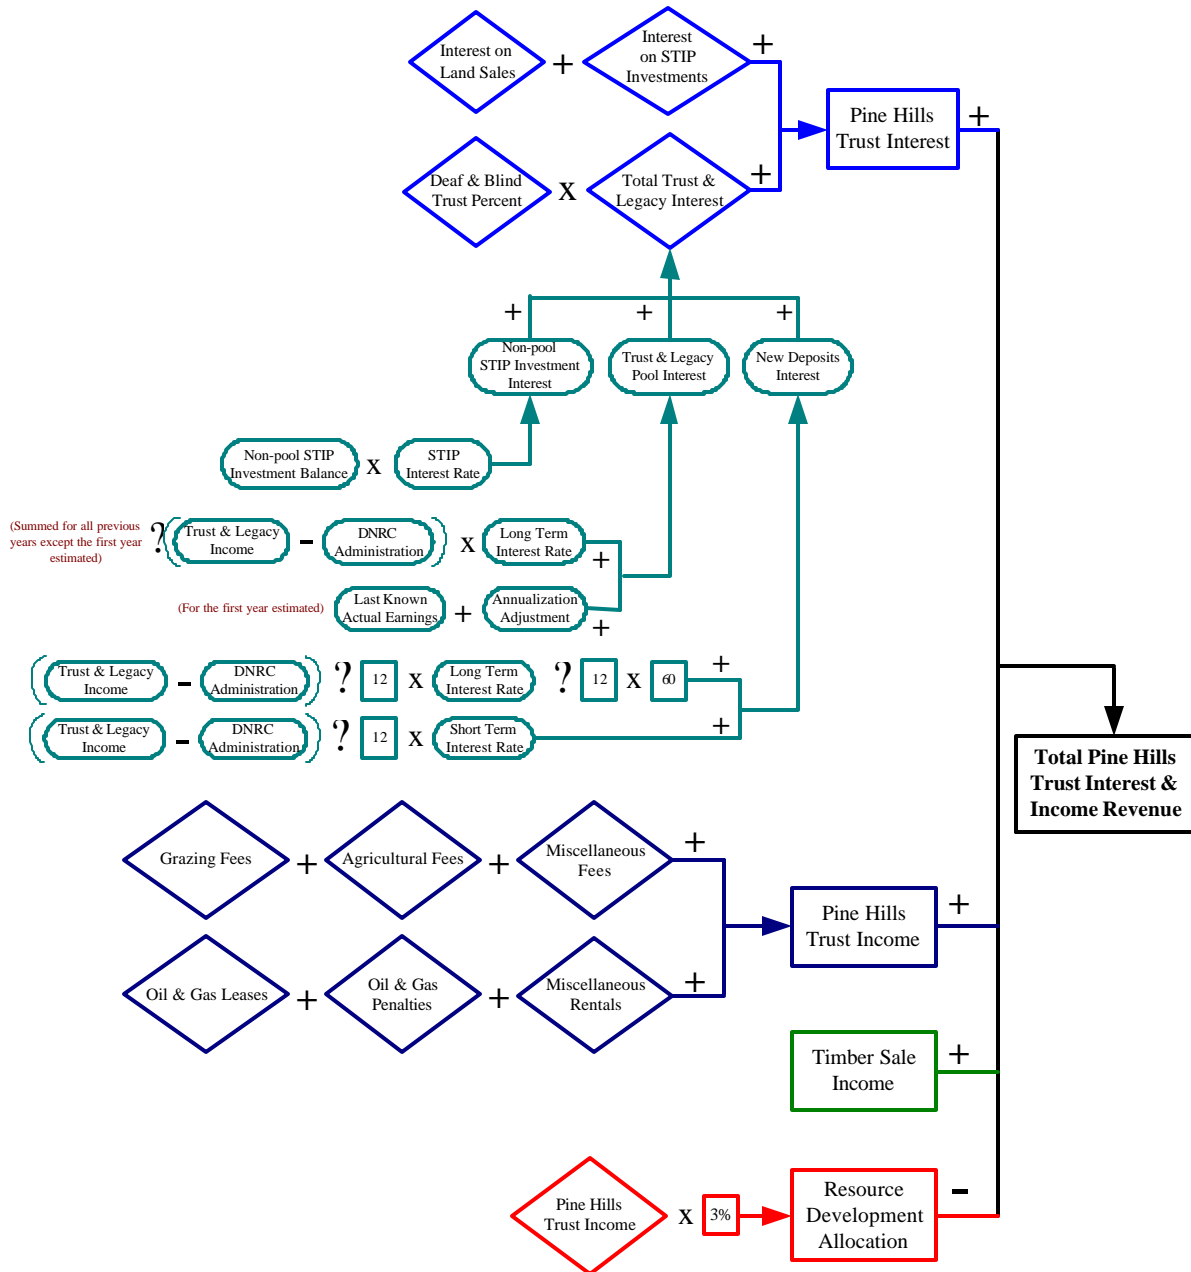 Interest on
Land Sales
+
Interest
on STIP
Investments
+
Pine Hills
Trust Interest
+
Deaf & Blind
Trust Percent
X
Total Trust &
Legacy Interest
+
+
+
+
Non-pool
STIP Investment
Interest
Trust & Legacy
Pool Interest
New Deposits
Interest
Non-pool STIP
Investment Balance
X
STIP
Interest Rate
(Summed for all previous
years except the first year
estimated)
? (
Trust & Legacy
Income
-
DNRC
Administration
)
X
Long Term
Interest Rate
+
(For the first year estimated)
Last Known
Actual Earnings
+
Annualization
Adjustment
+
(
Trust & Legacy
Income
-
DNRC
Administration
)
?
12
X
Long Term
Interest Rate
?
12
X
60
+
(
Trust & Legacy
Income
-
DNRC
Administration
)
?
12
X
Short Term
Interest Rate
+
Total Pine Hills
Trust Interest &
Income Revenue
Grazing Fees
+
Agricultural Fees
+
Miscellaneous
Fees
+
Pine Hills
Trust Income
+
Oil & Gas Leases
+
Oil & Gas
Penalties
+
Miscellaneous
Rentals
+
Timber Sale
Income
+
Pine Hills
Trust Income
X
3%
Resource
Development
Allocation
-